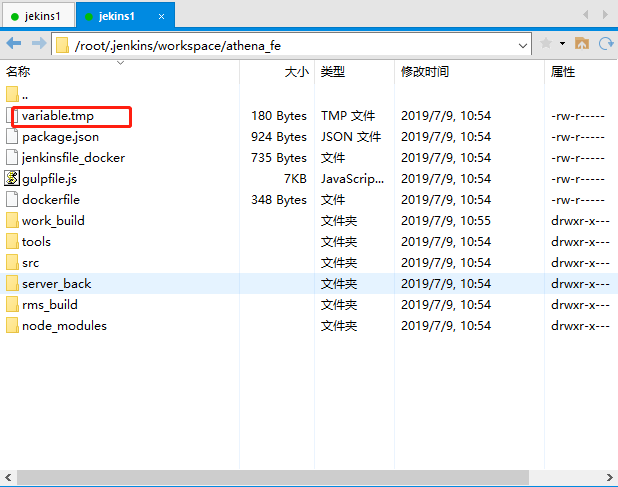 jekins1 jekins1 ×
/root/.jenkins/workspace/athena_fe
名称 大小 类型 修改时间 属性
..
variable.tmp 180 Bytes TMP 文件 2019/7/9, 10:54 -rw-r-----
package.json 924 Bytes JSON 文件 2019/7/9, 10:54 -rw-r-----
jenkinsfile_docker 735 Bytes 文件 2019/7/9, 10:54 -rw-r-----
gulpfile.js 7KB JavaScrip... 2019/7/9, 10:54 -rw-r-----
dockerfile 348 Bytes 文件 2019/7/9, 10:54 -rw-r-----
work_build 文件夹 2019/7/9, 10:55 drwxr-x---
tools 文件夹 2019/7/9, 10:54 drwxr-x---
src 文件夹 2019/7/9, 10:54 drwxr-x---
server_back 文件夹 2019/7/9, 10:54 drwxr-x---
rms_build 文件夹 2019/7/9, 10:54 drwxr-x---
node_modules 文件夹 2019/7/9, 10:54 drwxr-x---